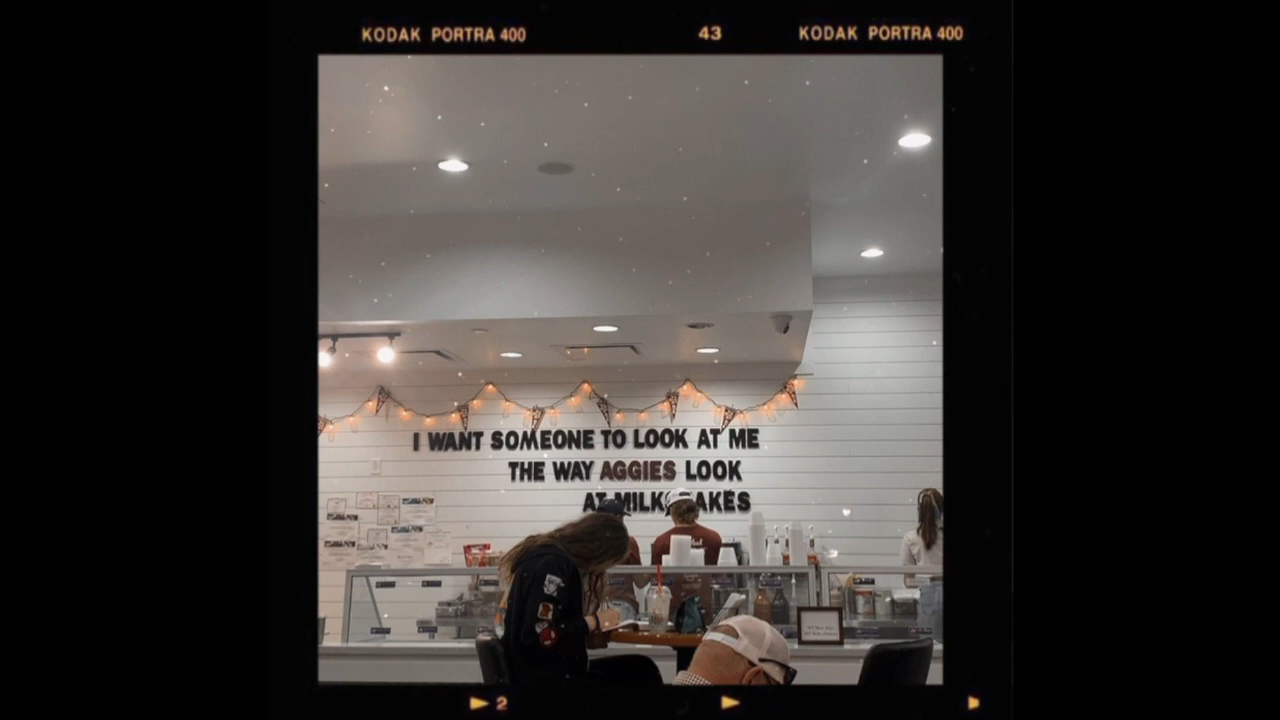 KODAK PORTRA 400 43 KODAK PORTRA 400
I WANT SOMEONE TO LOOK AT ME
THE WAY AGGIES LOOK
AT MILKSHAKES
2